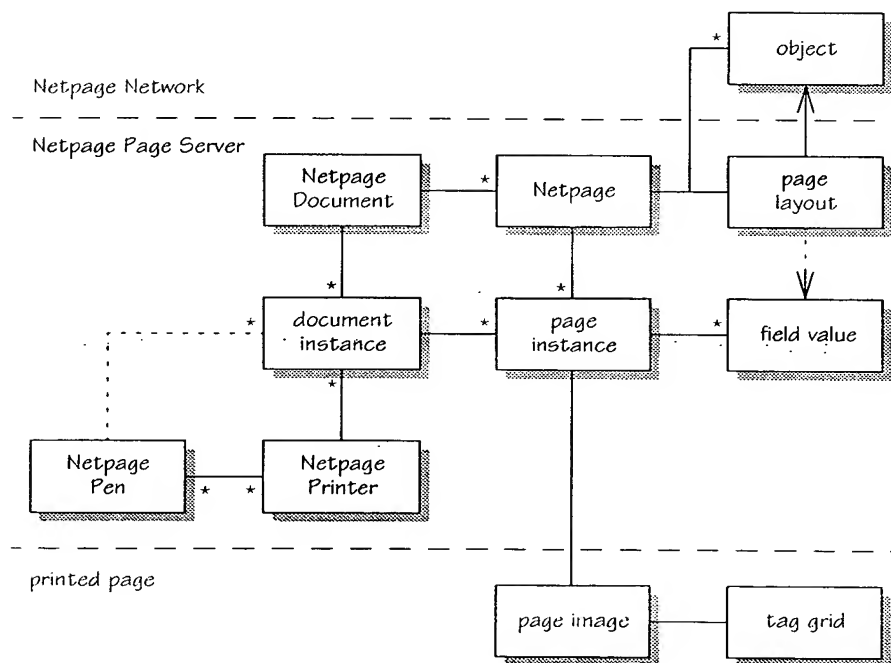 object
Netpage Network
Netpage Page Server
Netpage
Document
Netpage
page
layout
document
instance
page
instance
field value
Netpage
Pen
Netpage
Printer
printed page
page image
tag grid
*
*
*
*
*
*
*
*
*
*